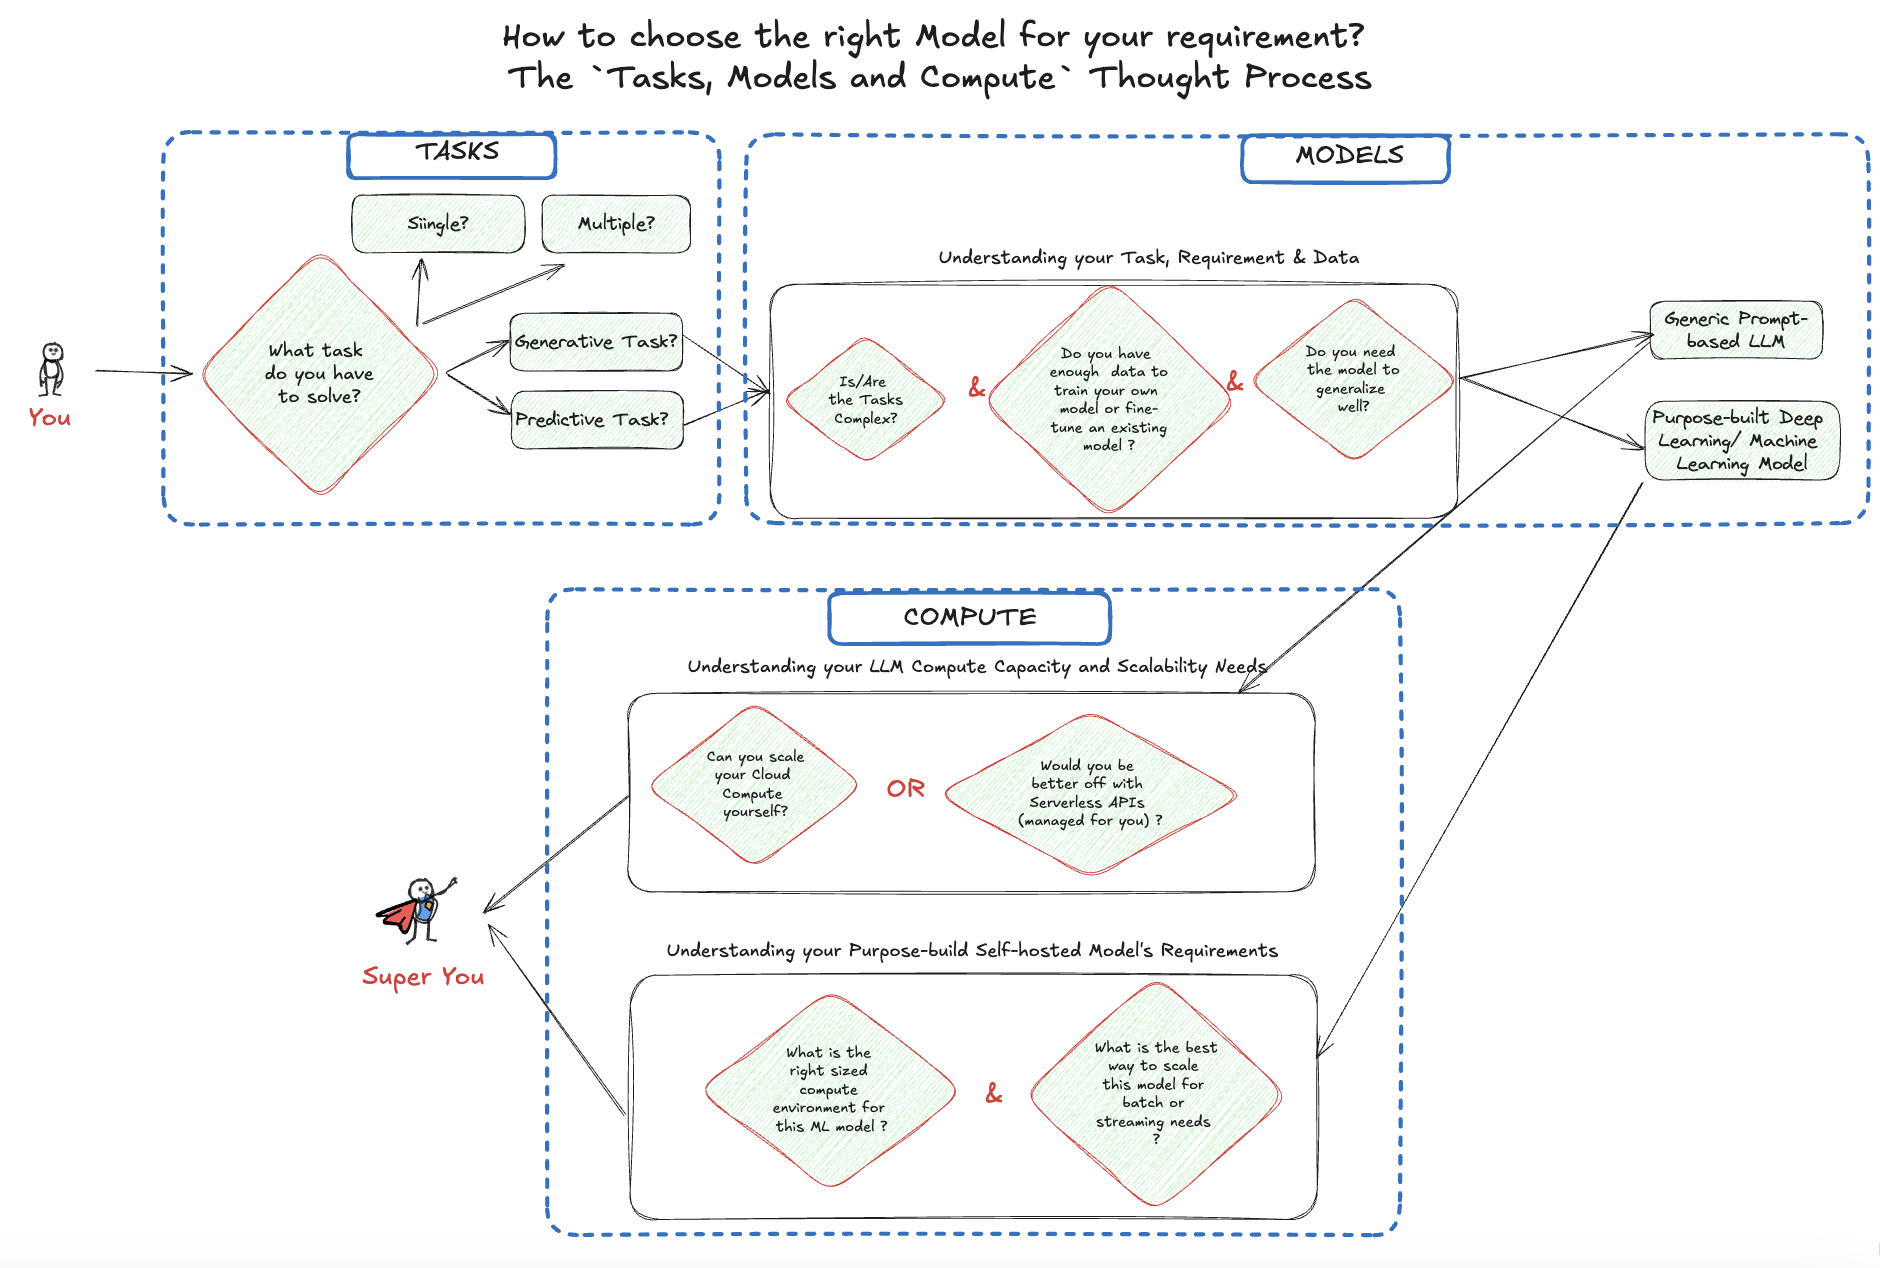 How to choose the right Model for your requirement?
The `Tasks, Models and Compute` Thought Process
TASKS
Siingle?
Multiple?
What task
do you have
to solve?
Generative Task?
Predictive Task?
You
MODELS
Understanding your Task, Requirement & Data
Is/Are
the Tasks
Complex?
&
Do you have
enough data to
train your own
model or fine-
tune an existing
model ?
&
Do you need
the model to
generalize
well?
Generic Prompt-
based LLM
Purpose-built Deep
Learning/ Machine
Learning Model
COMPUTE
Understanding your LLM Compute Capacity and Scalability Needs
Can you scale
your Cloud
Compute
yourself?
OR
Would you be
better off with
Serverless APIs
(managed for you) ?
Super You
Understanding your Purpose-build Self-hosted Model's Requirements
What is the
right sized
compute
environment for
this ML model ?
&
What is the best
way to scale
this model for
batch or
streaming needs
?